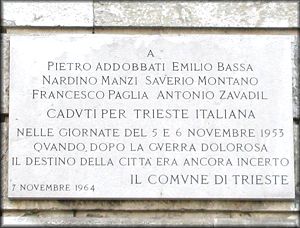 A
PIETRO ADDOBBATI EMILIO BASSA
NARDINO MANZI SAVERIO MONTANO
FRANCESCO PAGLIA ANTONIO ZAVADIL
CADVTI PER TRIESTE ITALIANA
NELLE GIORNATE DEL 5 E 6 NOVEMBRE 1953
QVANDO, DOPO LA GVERRA DOLOROSA
IL DESTINO DELLA CITTÀ ERA ANCORA INCERTO
IL COMVNE DI TRIESTE
7 NOVEMBRE 1964